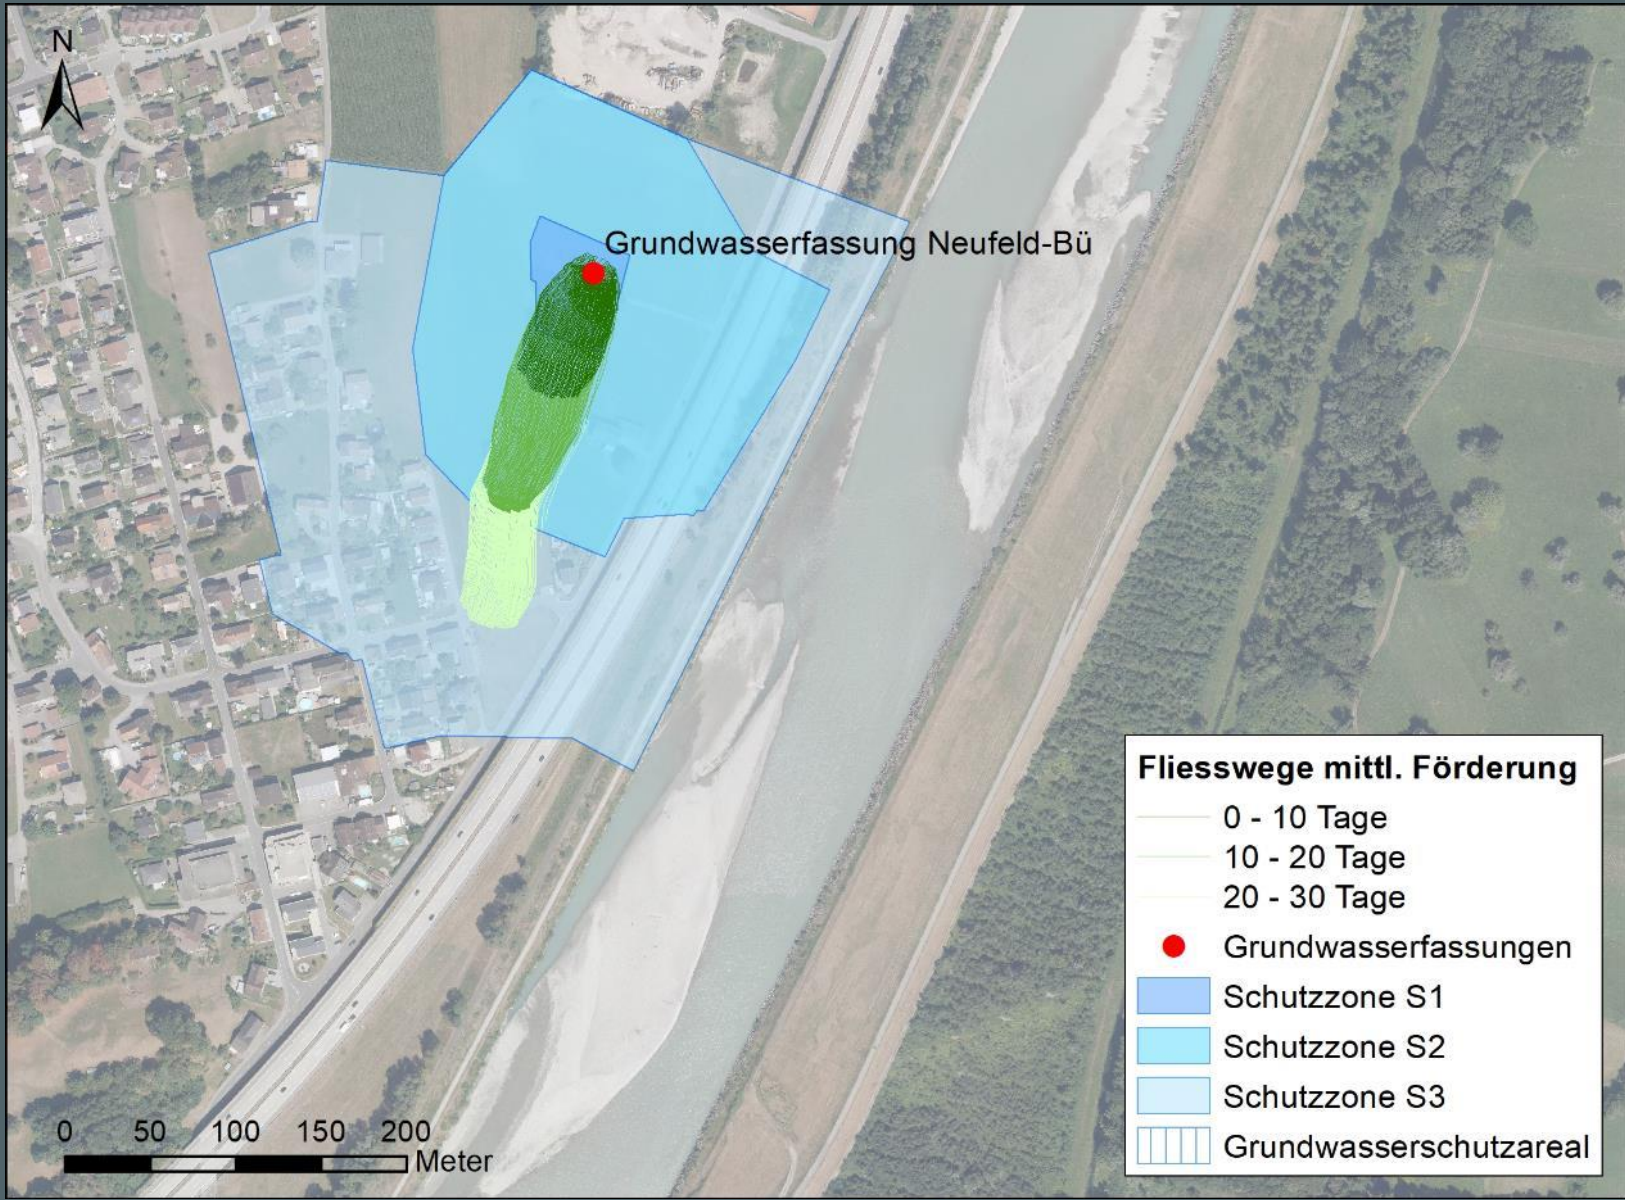 N
Grundwasserfassung Neufeld-Bü
Fliesswege mittl. Förderung
0 - 10 Tage
10 - 20 Tage
20 - 30 Tage
Grundwasserfassungen
Schutzzone S1
Schutzzone S2
Schutzzone S3
Grundwasserschutzareal
0 50 100 150 200
Meter